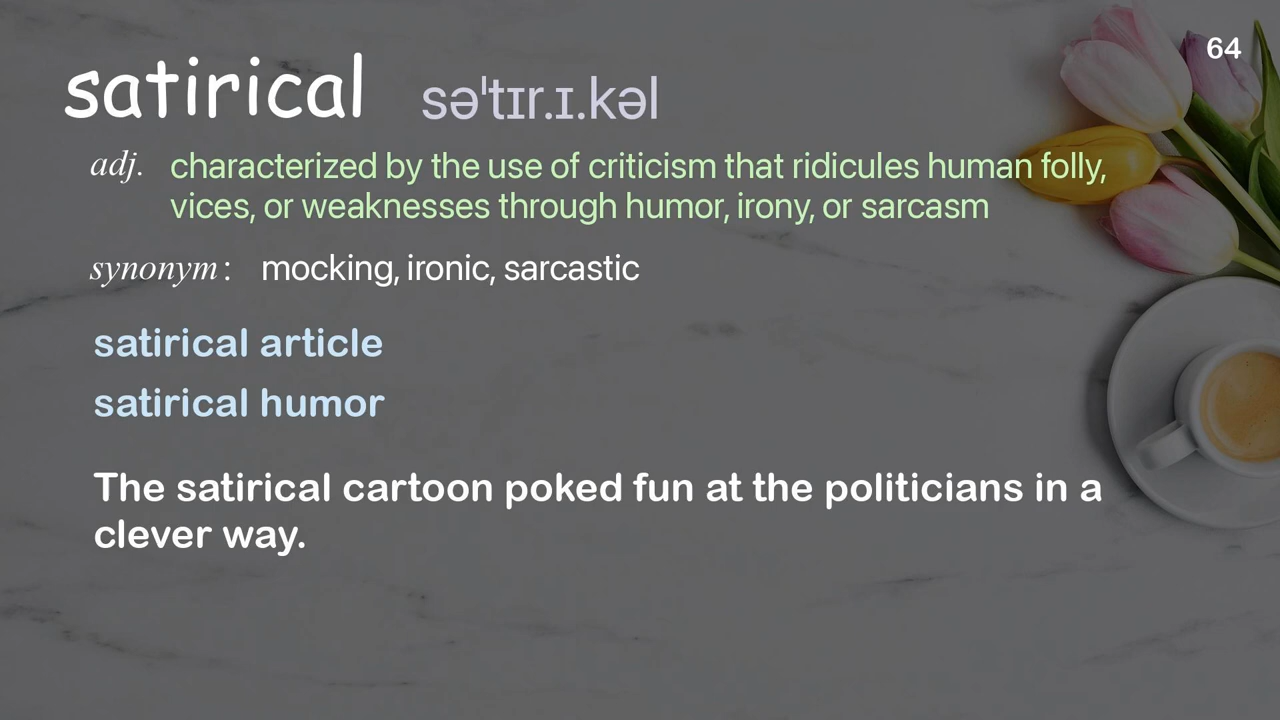 64
satirical səˈtɪr.ɪ.kəl
adj. characterized by the use of criticism that ridicules human folly,
vices, or weaknesses through humor, irony, or sarcasm
synonym: mocking, ironic, sarcastic
satirical article
satirical humor
The satirical cartoon poked fun at the politicians in a
clever way.